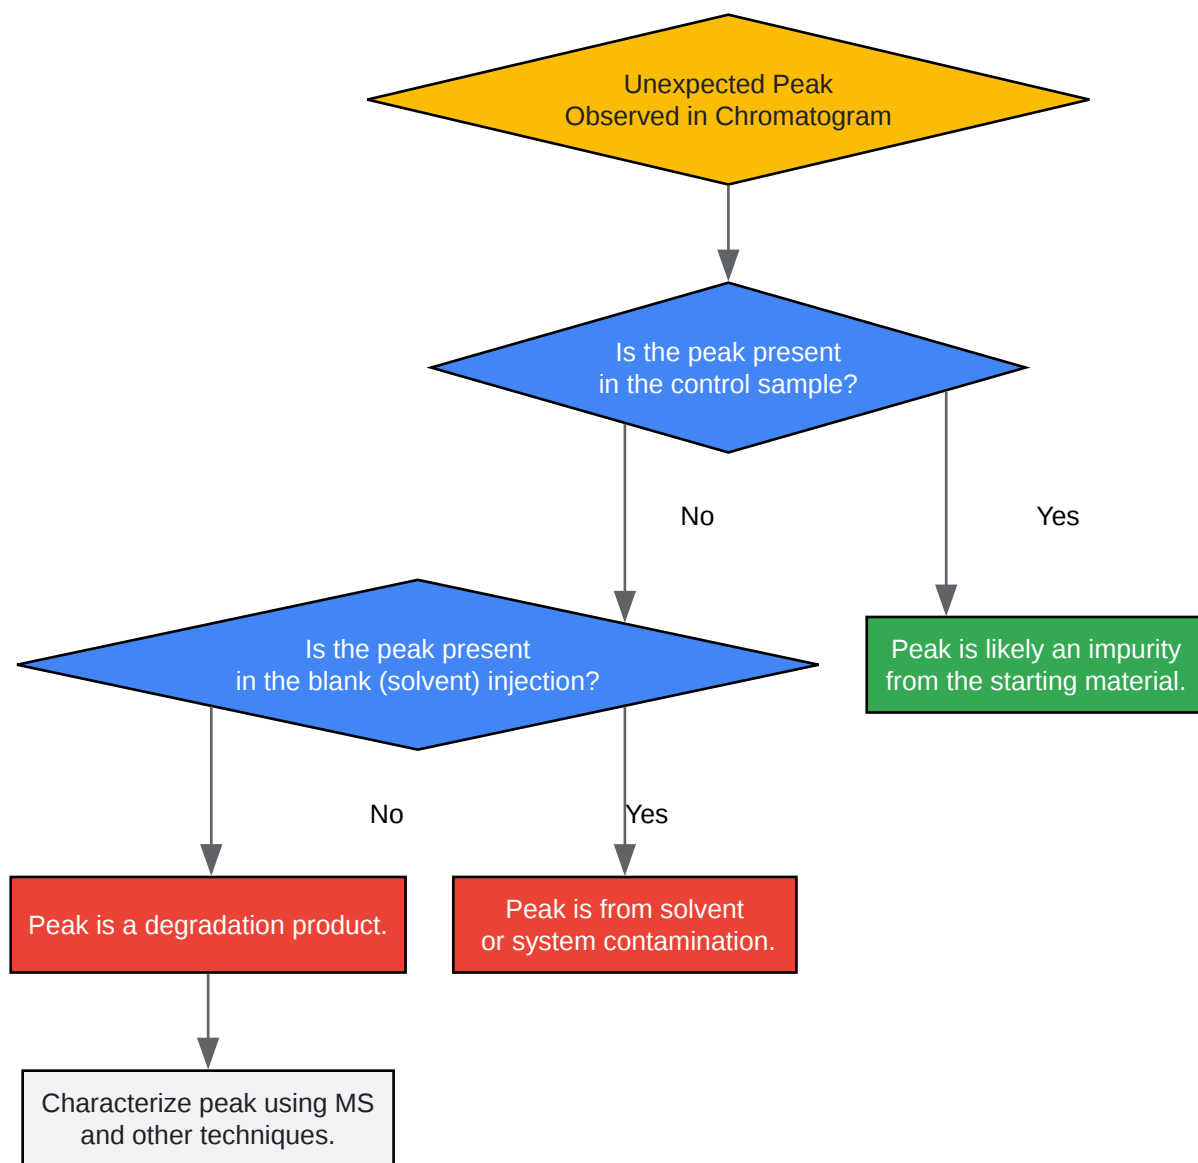 Unexpected Peak
Observed in Chromatogram
Is the peak present
in the control sample?
No
Yes
Is the peak present
in the blank (solvent) injection?
Peak is likely an impurity
from the starting material.
No
Yes
Peak is a degradation product.
Peak is from solvent
or system contamination.
Characterize peak using MS
and other techniques.